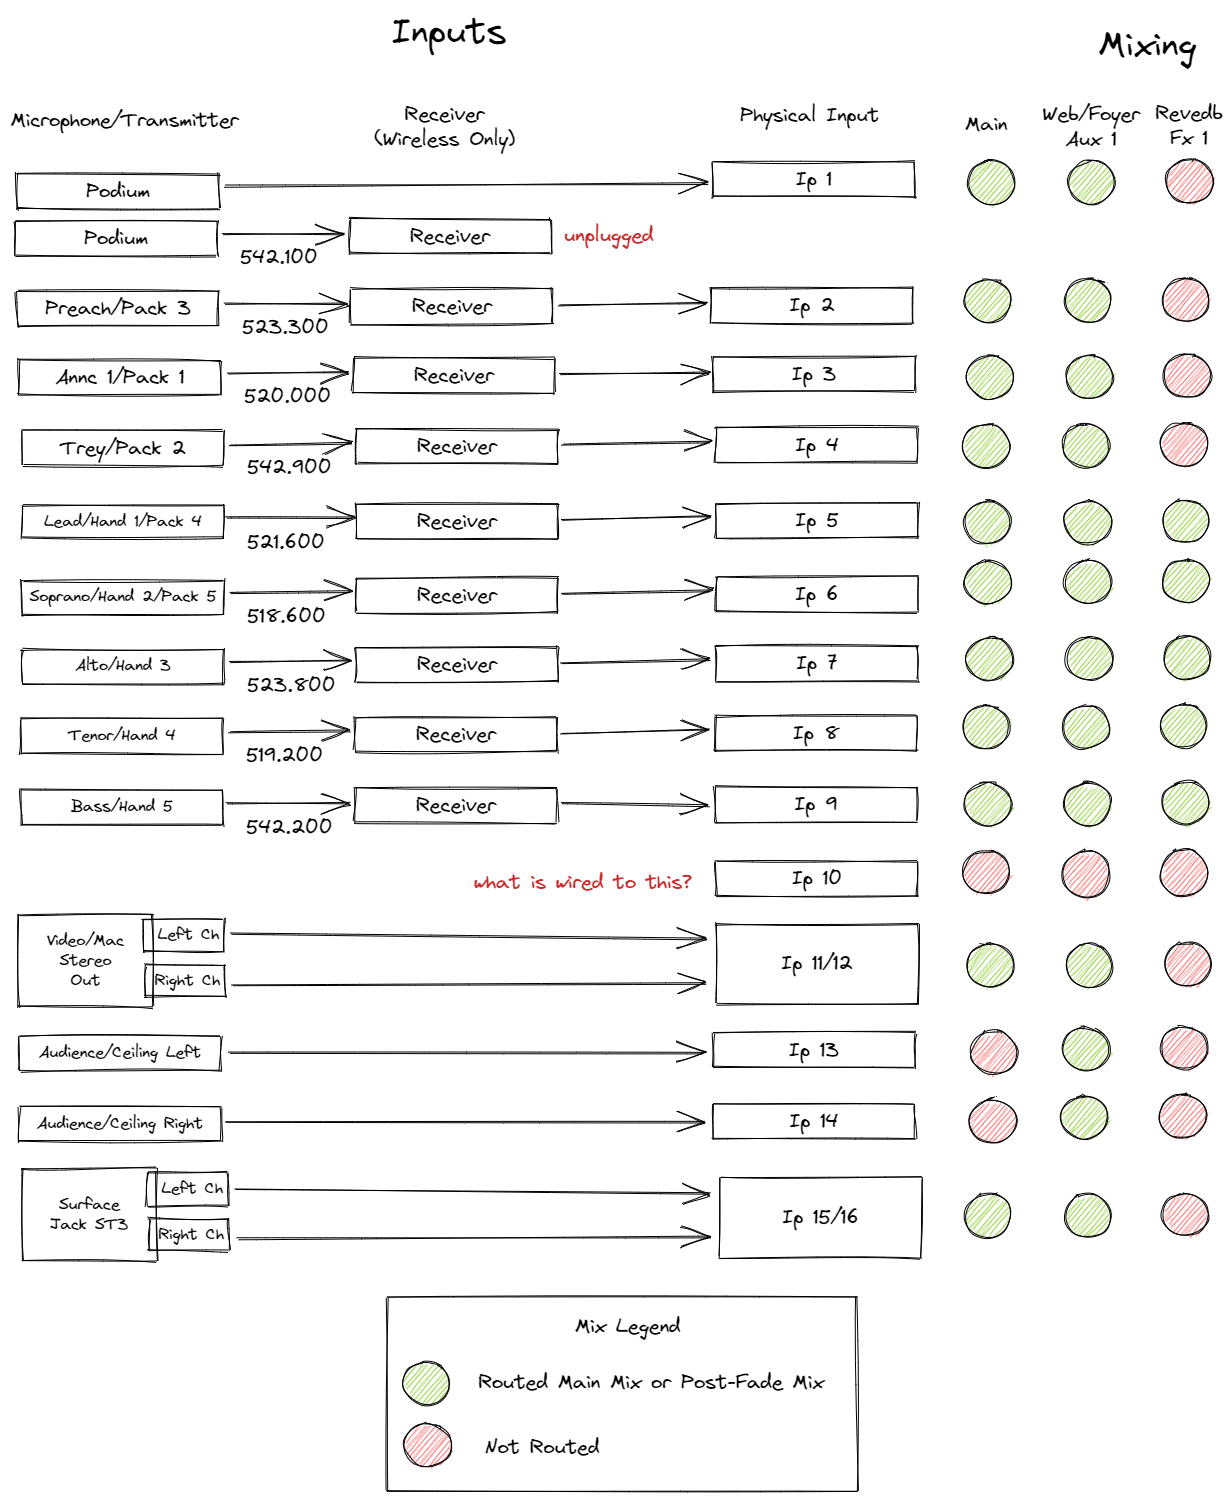 Inputs
Mixing
Microphone/Transmitter
Receiver
(Wireless Only)
Physical Input
Main
Web/Foyer
Aux 1
Revedb
Fx 1
Podium
Ip 1
Podium
542.100
Receiver
unplugged
Preach/Pack 3
523.300
Receiver
Ip 2
Annc 1/Pack 1
520.000
Receiver
Ip 3
Trey/Pack 2
542.900
Receiver
Ip 4
Lead/Hand 1/Pack 4
521.600
Receiver
Ip 5
Soprano/Hand 2/Pack 5
518.600
Receiver
Ip 6
Alto/Hand 3
523.800
Receiver
Ip 7
Tenor/Hand 4
519.200
Receiver
Ip 8
Bass/Hand 5
542.200
Receiver
Ip 9
what is wired to this?
Ip 10
Video/Mac
Stereo
Out
Left Ch
Right Ch
Ip 11/12
Audience/Ceiling Left
Ip 13
Audience/Ceiling Right
Ip 14
Surface
Jack ST3
Left Ch
Right Ch
Ip 15/16
Mix Legend
Routed Main Mix or Post-Fade Mix
Not Routed